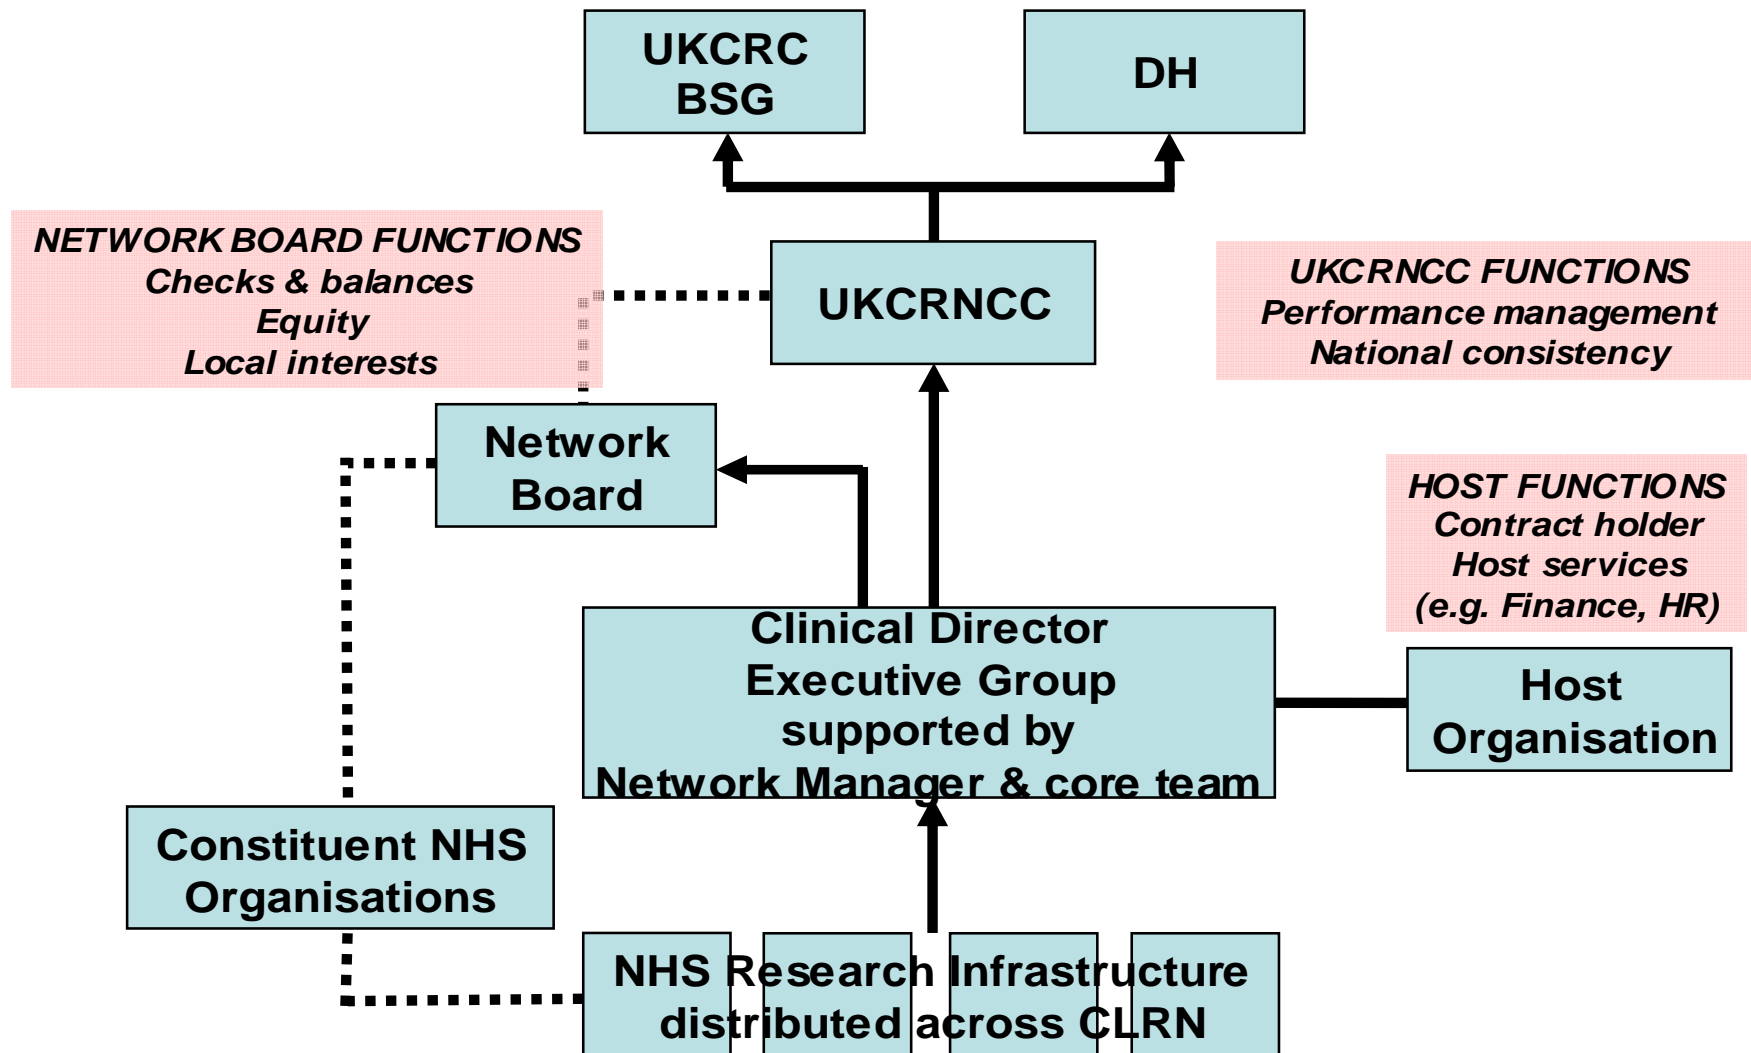 UKCRC
BSG
DH
NETWORK BOARD FUNCTIONS
Checks & balances
Equity
Local interests
UKCRNCC
UKCRNCC FUNCTIONS
Performance management
National consistency
Network
Board
HOST FUNCTIONS
Contract holder
Host services
(e.g. Finance, HR)
Clinical Director
Executive Group
supported by
Network Manager & core team
Host
Organisation
Constituent NHS
Organisations
NHS Research Infrastructure
distributed across CLRN